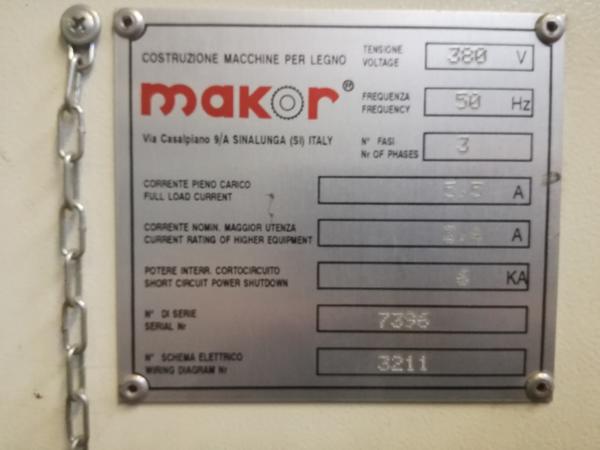 COSTRUZIONE MACCHINE PER LEGNO
makor®
Via Casalpiano 9/A SINALUNGA (SI) ITALY
TENSIONE
VOLTAGE 380 V
FREQUENZA
FREQUENCY 50 Hz
N° FASI
Nr OF PHASES 3
CORRENTE PIENO CARICO
FULL LOAD CURRENT 5.5 A
CORRENTE NOMIN. MAGGIOR UTENZA
CURRENT RATING OF HIGHER EQUIPMENT A
POTERE INTERR. CORTOCIRCUITO
SHORT CIRCUIT POWER SHUTDOWN 6 KA
N° DI SERIE
SERIAL Nr 7396
N° SCHEMA ELETTRICO
WIRING DIAGRAM Nr 3211